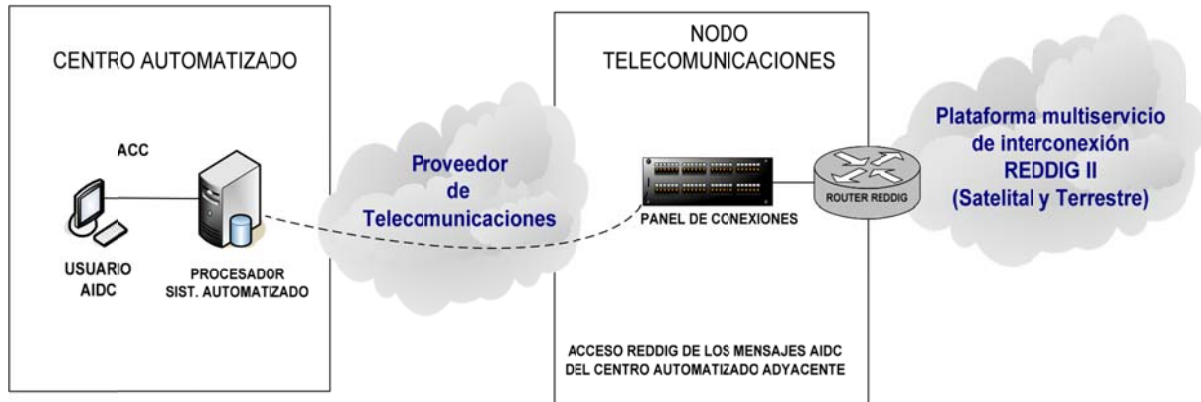 CENTRO AUTOMATIZADO
ACC
USUARIO
AIDC
PROCESADOR
SIST. AUTOMATIZADO
Proveedor
de
Telecomunicaciones
NODO
TELECOMUNICACIONES
PANEL DE CONEXIONES
ROUTER REDDIG
ACCESO REDDIG DE LOS MENSAJES AIDC
DEL CENTRO AUTOMATIZADO ADYACENTE
Plataforma multiservicio
de interconexión
REDDIG II
(Satelital y Terrestre)